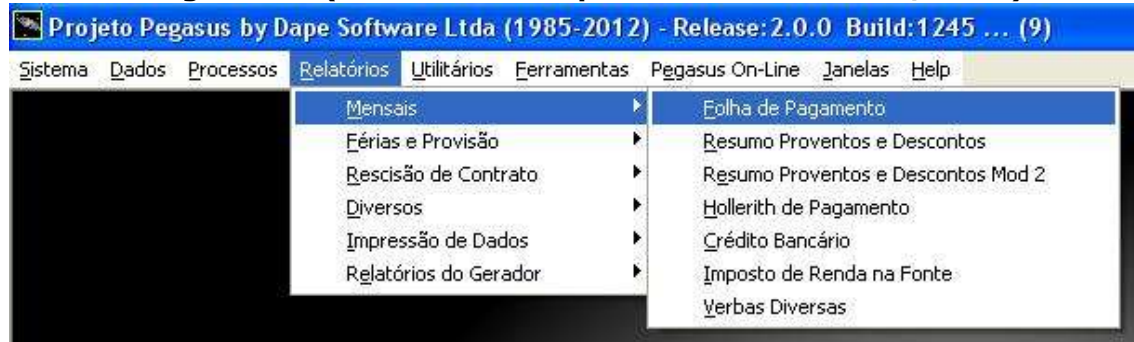 Projeto Pegasus by Dape Software Ltda (1985-2012) - Release:2.0.0 Build:1245 ... (9)
Sistema Dados Processos Relatórios Utilitários Ferramentas Pegasus On-Line Janelas Help
Mensais
Férias e Provisão
Rescisão de Contrato
Diversos
Impressão de Dados
Relatórios do Gerador
Folha de Pagamento
Resumo Proventos e Descontos
Resumo Proventos e Descontos Mod 2
Hollerith de Pagamento
Crédito Bancário
Imposto de Renda na Fonte
Verbas Diversas